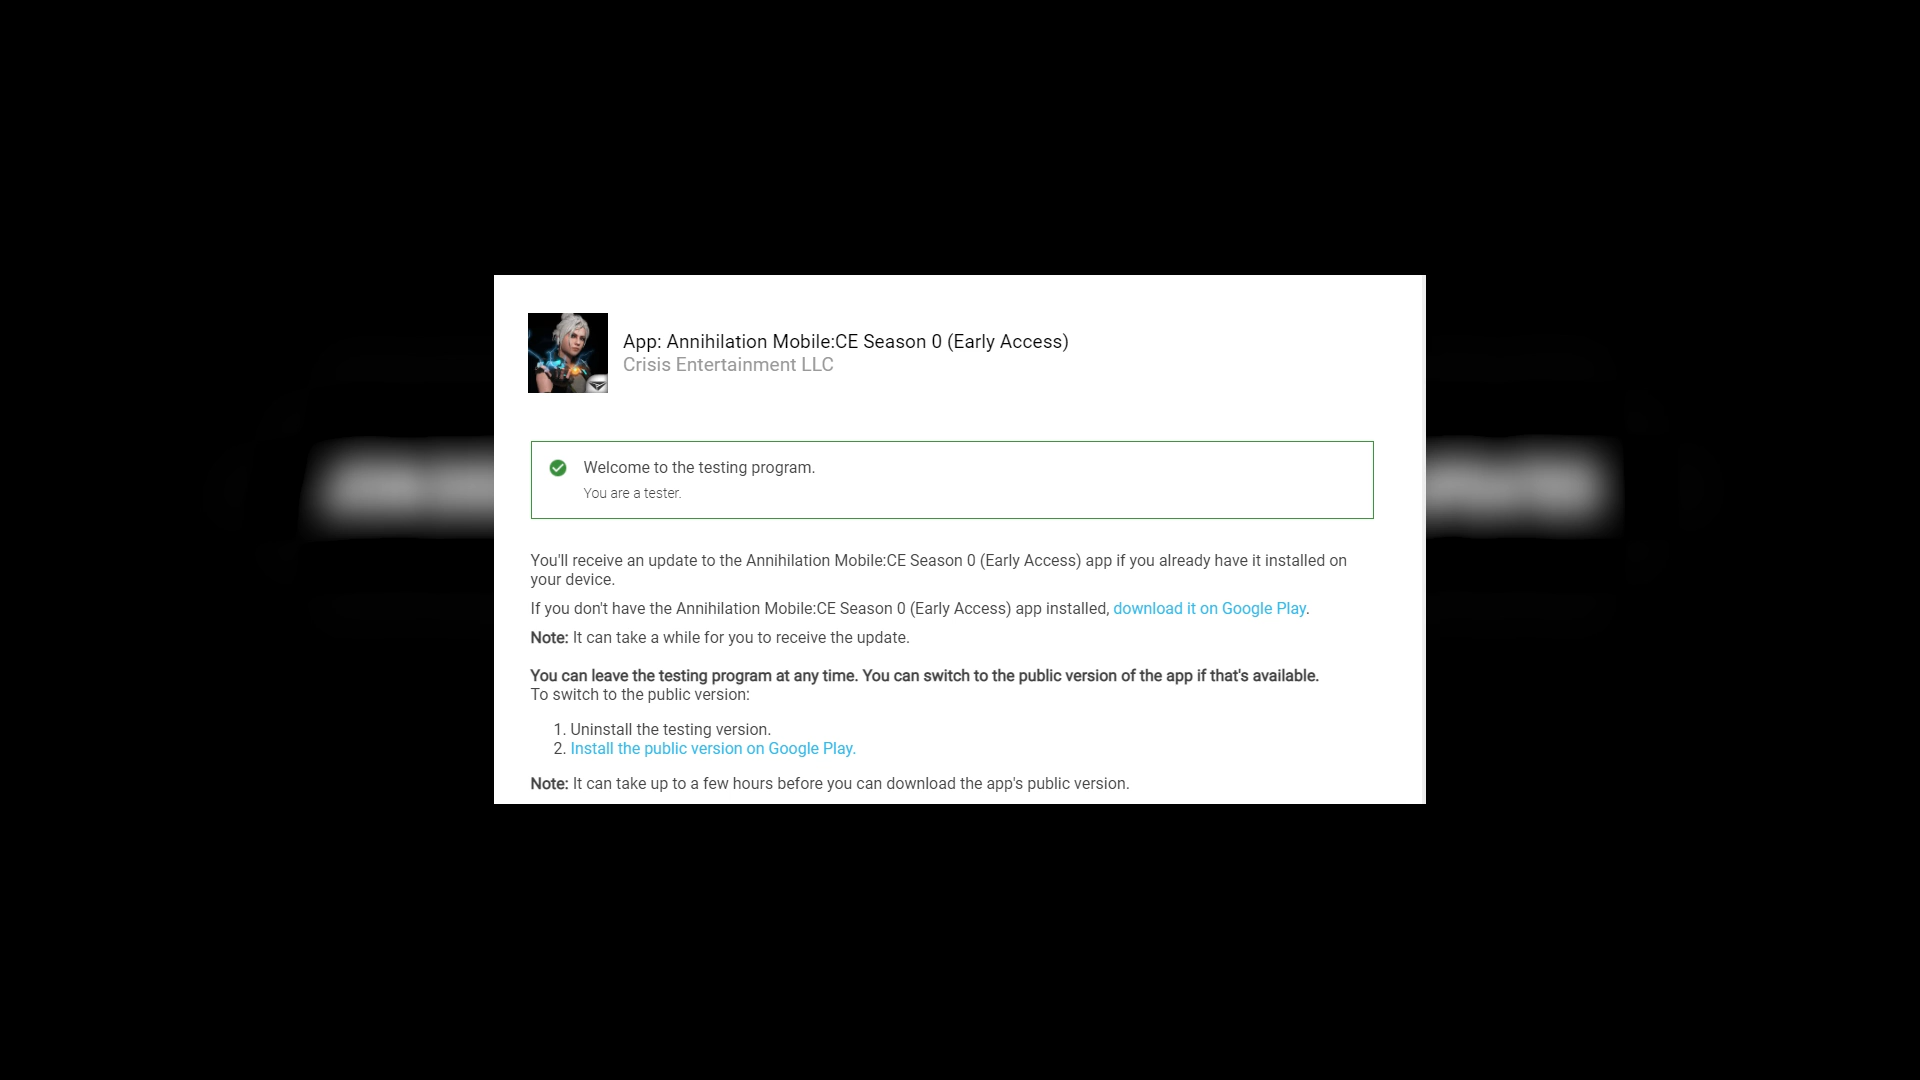 App: Annihilation Mobile:CE Season 0 (Early Access)
Crisis Entertainment LLC
Welcome to the testing program.
You are a tester.
You'll receive an update to the Annihilation Mobile:CE Season 0 (Early Access) app if you already have it installed on
your device.
If you don't have the Annihilation Mobile:CE Season 0 (Early Access) app installed, download it on Google Play.
Note: It can take a while for you to receive the update.
You can leave the testing program at any time. You can switch to the public version of the app if that's available.
To switch to the public version:
1. Uninstall the testing version.
2. Install the public version on Google Play.
Note: It can take up to a few hours before you can download the app's public version.